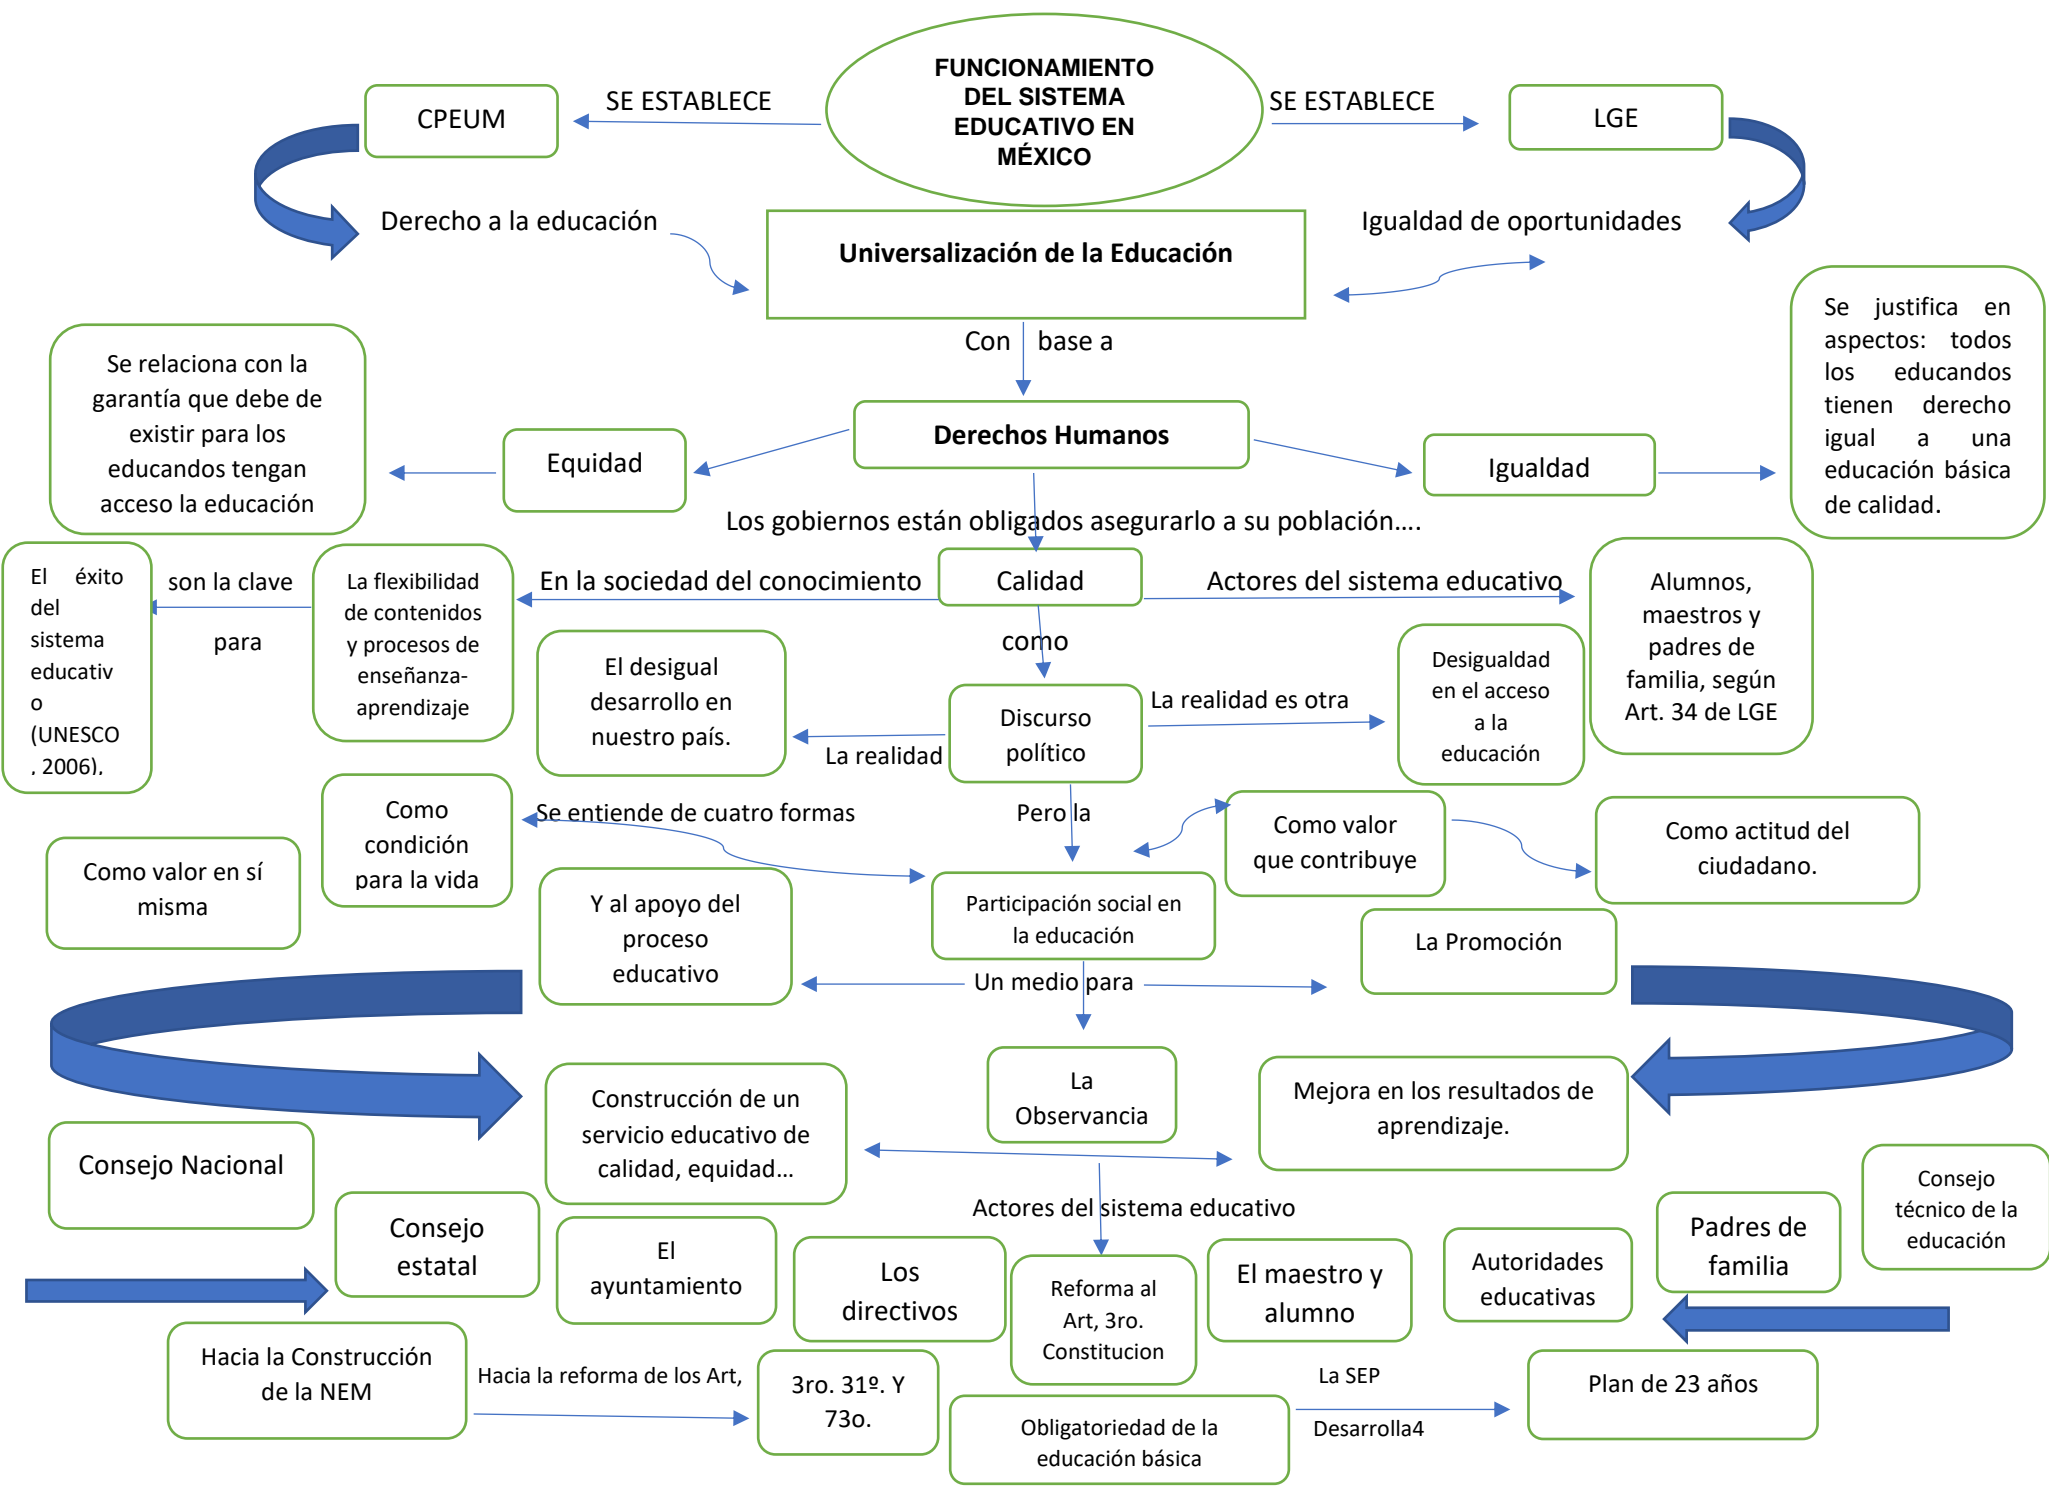 FUNCIONAMIENTO
DEL SISTEMA
EDUCATIVO EN
MÉXICO
SE ESTABLECE
SE ESTABLECE
CPEUM
LGE
Derecho a la educación
Igualdad de oportunidades
Universalización de la Educación
Con base a
Se relaciona con la
garantía que debe de
existir para los
educandos tengan
acceso la educación
Equidad
Derechos Humanos
Igualdad
Se justifica en
aspectos: todos
los educandos
tienen derecho
igual a una
educación básica
de calidad.
Los gobiernos están obligados asegurarlo a su población....
El éxito
del
sistema
educativ
o
(UNESCO
, 2006),
son la clave
para
La flexibilidad
de contenidos
y procesos de
enseñanza-
aprendizaje
En la sociedad del conocimiento
Calidad
Actores del sistema educativo
Alumnos,
maestros y
padres de
familia, según
Art. 34 de LGE
como
El desigual
desarrollo en
nuestro país.
La realidad
Discurso
político
La realidad es otra
Desigualdad
en el acceso
a la
educación
Como
condición
para la vida
Se entiende de cuatro formas
Pero la
Como valor
que contribuye
Como actitud del
ciudadano.
Como valor en sí
misma
Y al apoyo del
proceso
educativo
Participación social en
la educación
La Promoción
Un medio para
Construcción de un
servicio educativo de
calidad, equidad...
La
Observancia
Mejora en los resultados de
aprendizaje.
Consejo Nacional
Consejo
técnico de la
educación
Actores del sistema educativo
Consejo
estatal
El
ayuntamiento
Los
directivos
Reforma al
Art, 3ro.
Constitucion
El maestro y
alumno
Autoridades
educativas
Padres de
familia
Hacia la Construcción
de la NEM
Hacia la reforma de los Art,
3ro. 31º. Y
73o.
Obligatoriedad de la
educación básica
La SEP
Desarrolla4
Plan de 23 años